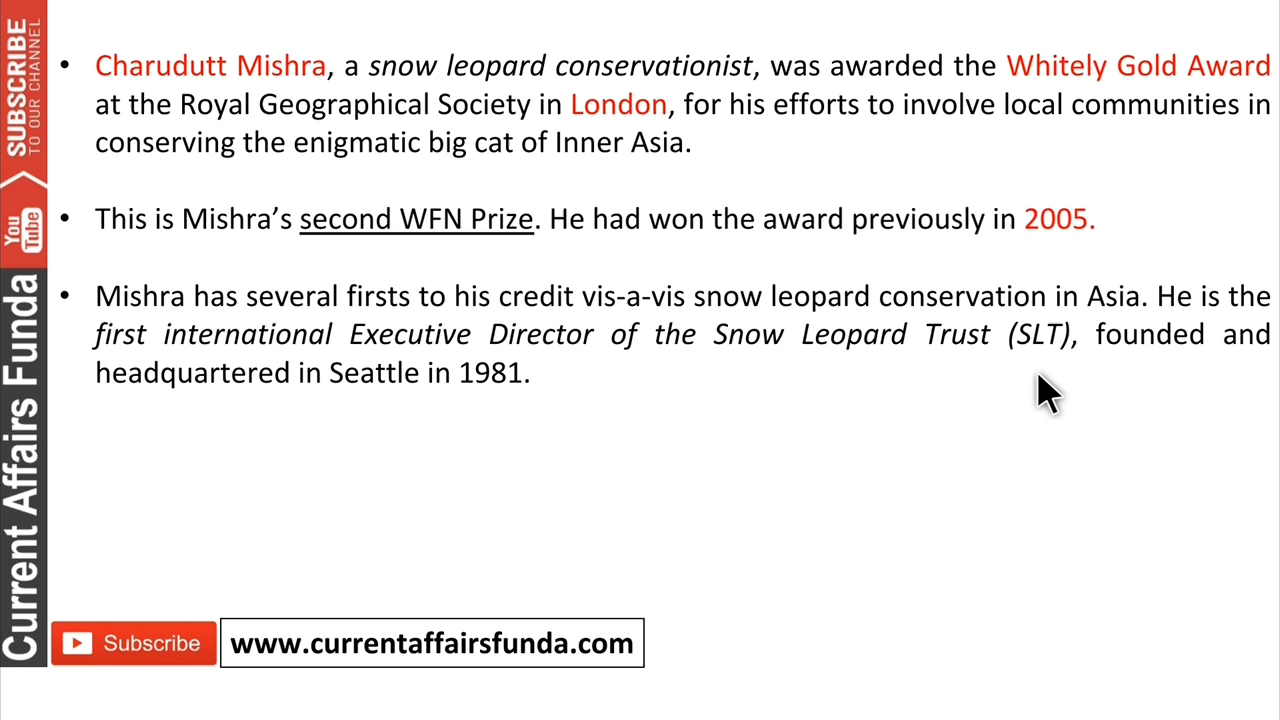 • Charudutt Mishra, a snow leopard conservationist, was awarded the Whitely Gold Award
at the Royal Geographical Society in London, for his efforts to involve local communities in
conserving the enigmatic big cat of Inner Asia.
• This is Mishra’s second WFN Prize. He had won the award previously in 2005.
• Mishra has several firsts to his credit vis-a-vis snow leopard conservation in Asia. He is the
first international Executive Director of the Snow Leopard Trust (SLT), founded and
headquartered in Seattle in 1981.
SUBSCRIBE
TO OUR CHANNEL
You
Tube
Current Affairs Funda
Subscribe
www.currentaffairsfunda.com